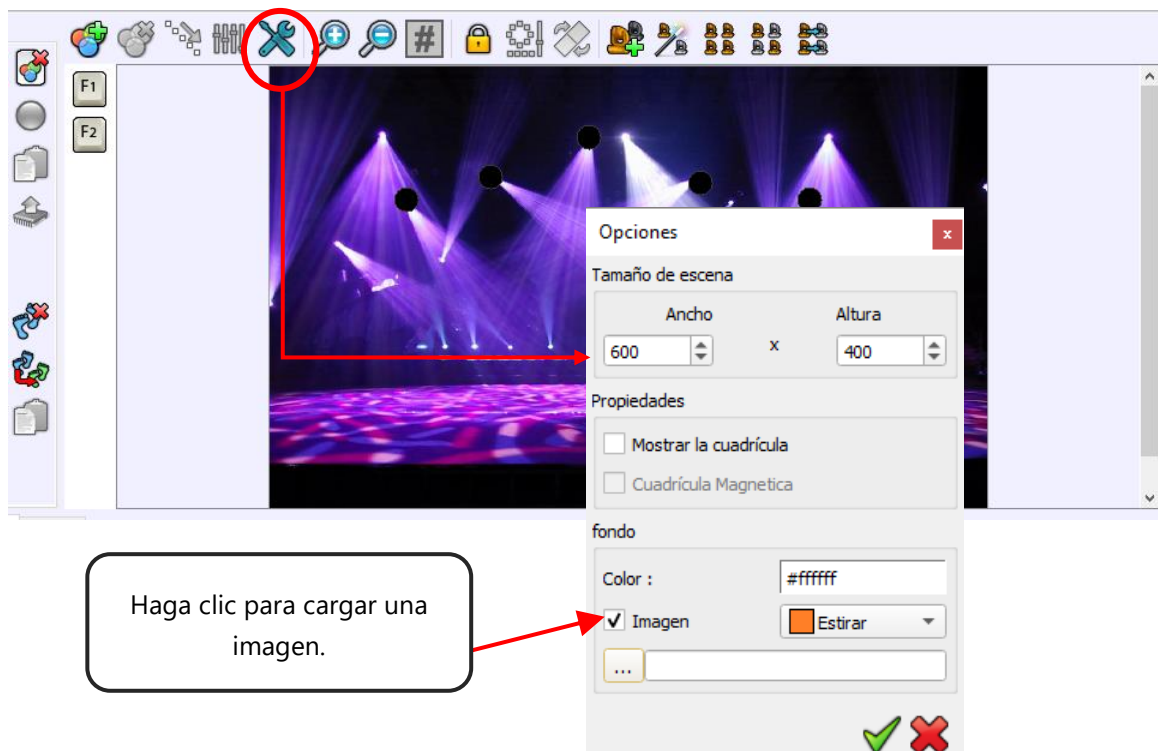 #
F1
F2
Opciones
x
Tamaño de escena
Ancho Altura
600 x 400
Propiedades
Mostrar la cuadrícula
Cuadrícula Magnetica
fondo
Color : #ffffff
Imagen Estirar
...
Haga clic para cargar una
imagen.